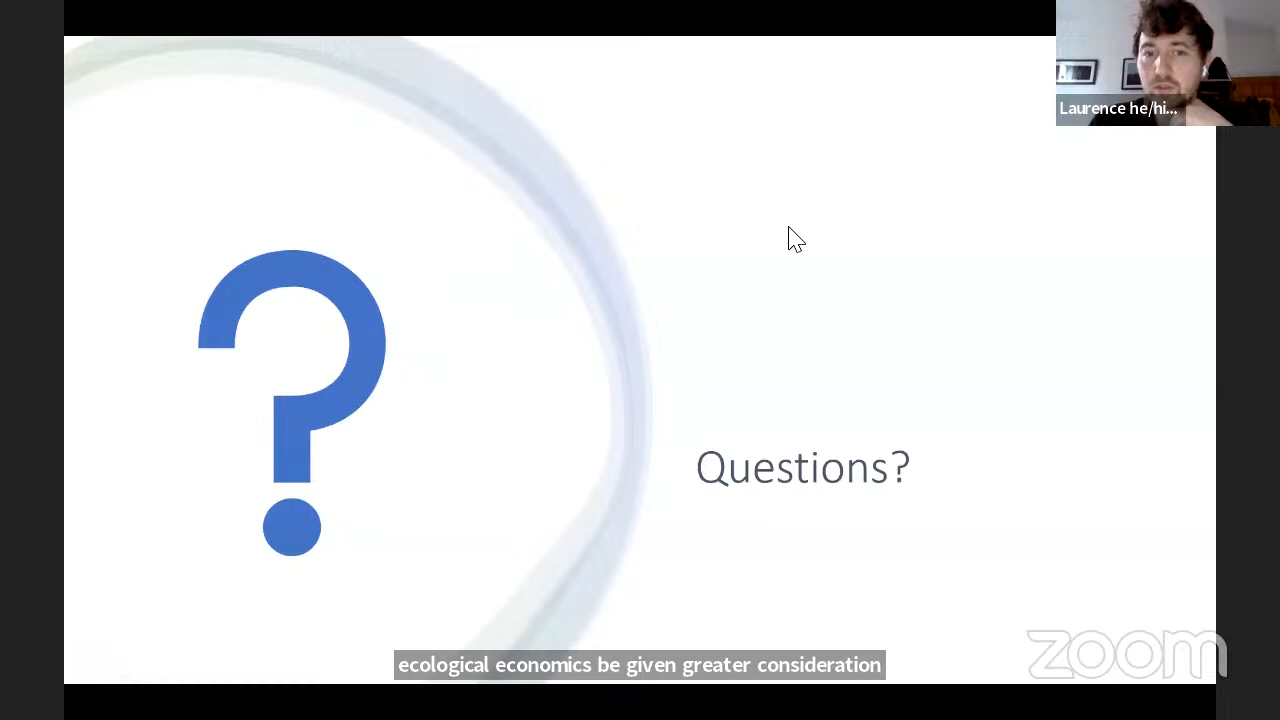 Laurence he/hi...
?
Questions?
ecological economics be given greater consideration
zoom